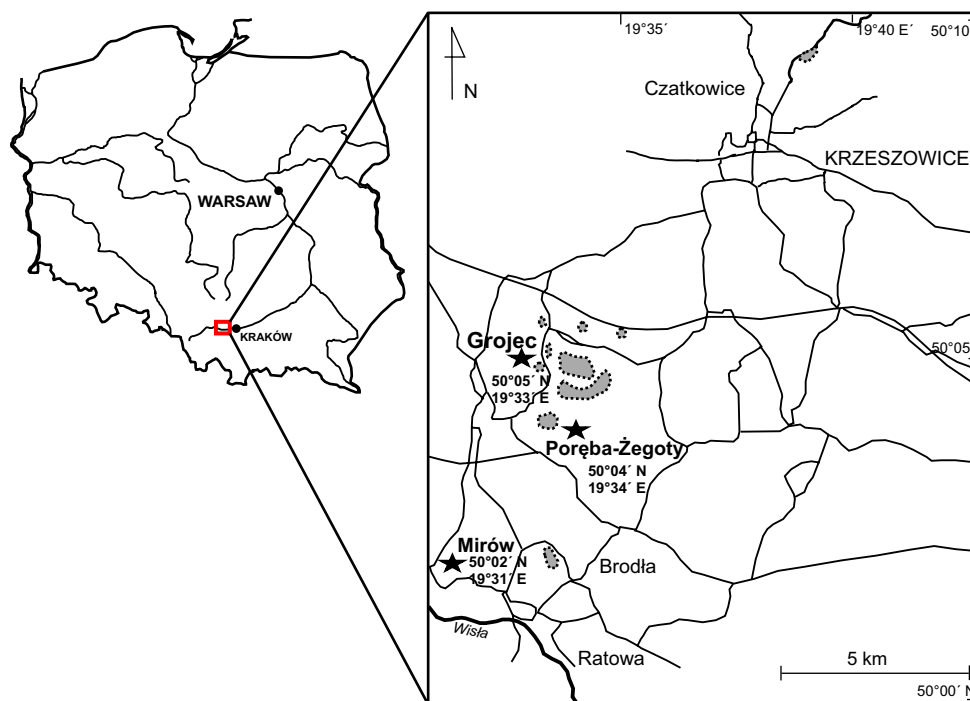 WARSAW
KRAKÓW
19°35´
19°40 E´
50°10
N
Czatkowice
KRZESZOWICE
50°05
Grojec
50°05´ N
19°33´ E
Poręba-Żegoty
50°04´ N
19°34´ E
Mirów
50°02´ N
19°31´ E
Brodła
Wisła
Ratowa
5 km
50°00´ N